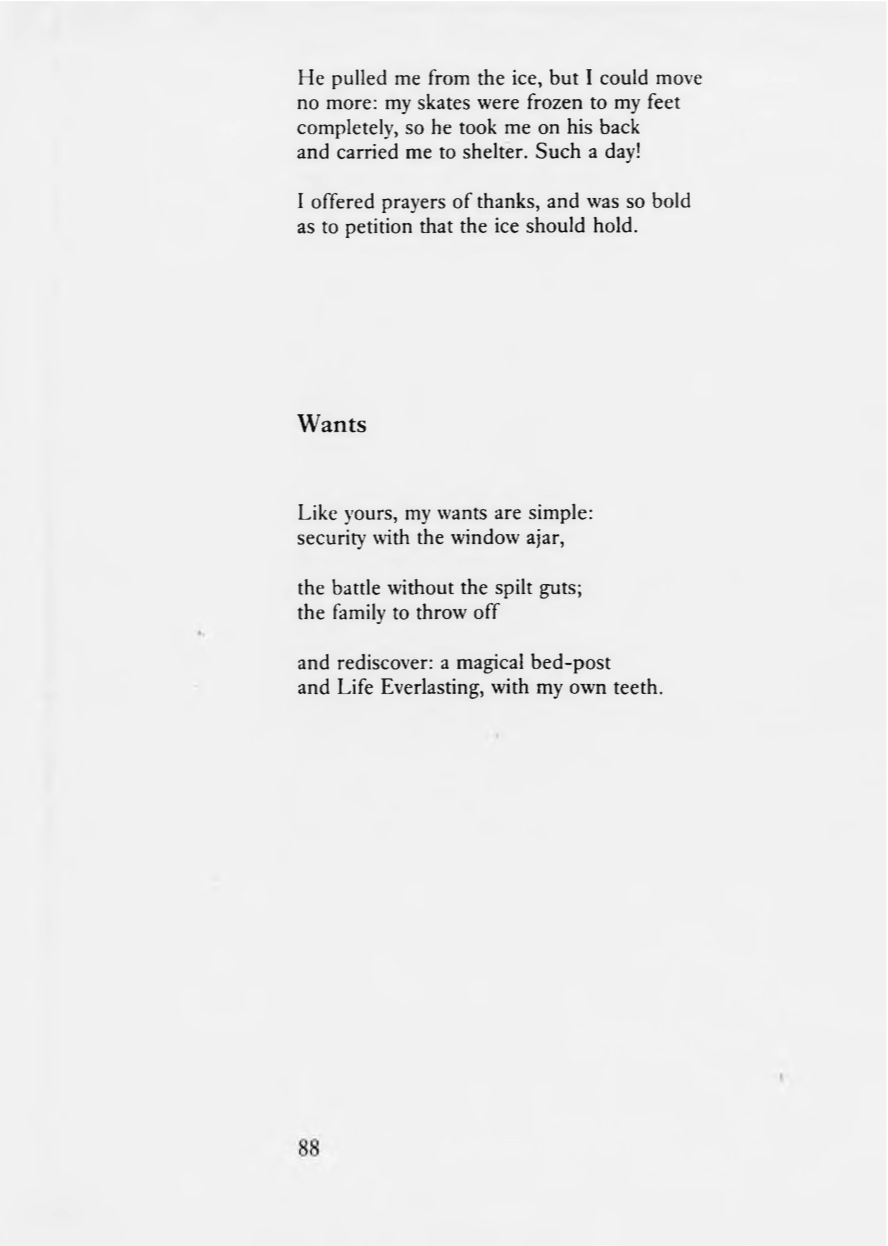 He pulled me from the ice, but I could move
no more: my skates were frozen to my feet
completely, so he took me on his back
and carried me to shelter. Such a day!
I offered prayers of thanks, and was so bold
as to petition that the ice should hold.
Wants
Like yours, my wants are simple:
security with the window ajar,
the battle without the spilt guts;
the family to throw off
and rediscover: a magical bed-post
and Life Everlasting, with my own teeth.
88